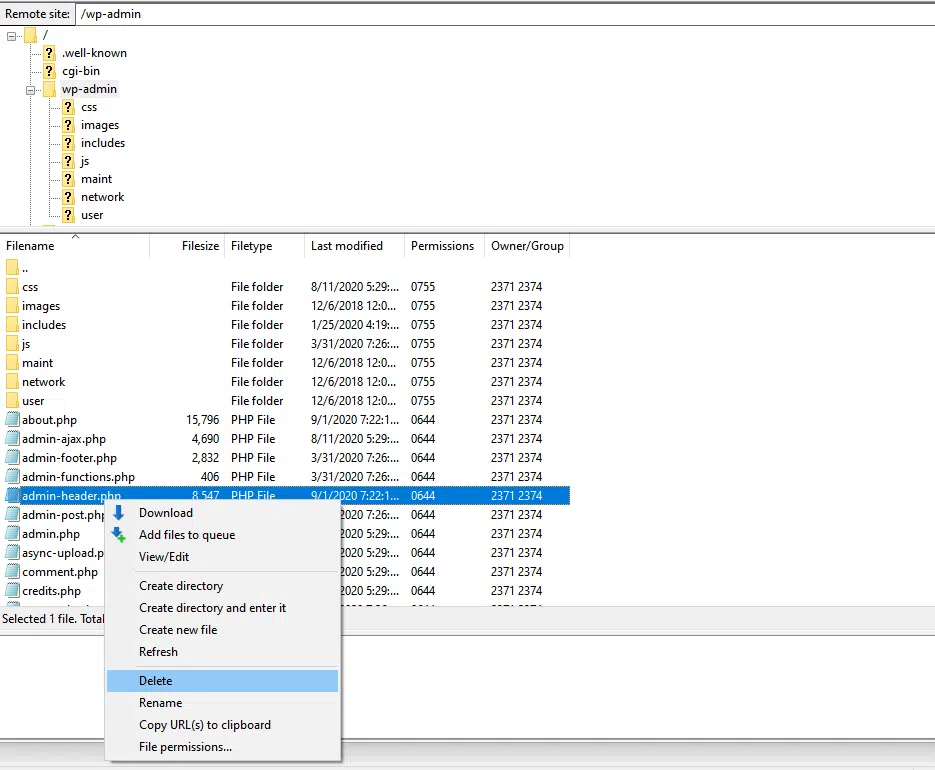 Remote site: /wp-admin
/
.well-known
cgi-bin
wp-admin
css
images
includes
js
maint
network
user
Filename Filesize Filetype Last modified Permissions Owner/Group
..
css File folder 8/11/2020 5:29:... 0755 2371 2374
images File folder 12/6/2018 12:0... 0755 2371 2374
includes File folder 1/25/2020 4:19:... 0755 2371 2374
js File folder 3/31/2020 7:26:... 0755 2371 2374
maint File folder 12/6/2018 12:0... 0755 2371 2374
network File folder 12/6/2018 12:0... 0755 2371 2374
user File folder 12/6/2018 12:0... 0755 2371 2374
about.php 15,796 PHP File 9/1/2020 7:22:1... 0644 2371 2374
admin-ajax.php 4,690 PHP File 8/11/2020 5:29:... 0644 2371 2374
admin-footer.php 2,832 PHP File 3/31/2020 7:26:... 0644 2371 2374
admin-functions.php 406 PHP File 3/31/2020 7:26:... 0644 2371 2374
admin-header.php 8,547 PHP File 9/1/2020 7:22:1... 0644 2371 2374
admin-post.php 2020 7:26:... 0644 2371 2374
admin.php 2020 5:29:... 0644 2371 2374
async-upload.p 2020 5:29:... 0644 2371 2374
comment.php 2020 5:29:... 0644 2371 2374
credits.php 2020 5:29:... 0644 2371 2374
Selected 1 file. Total
Download
Add files to queue
View/Edit
Create directory
Create directory and enter it
Create new file
Refresh
Delete
Rename
Copy URL(s) to clipboard
File permissions...